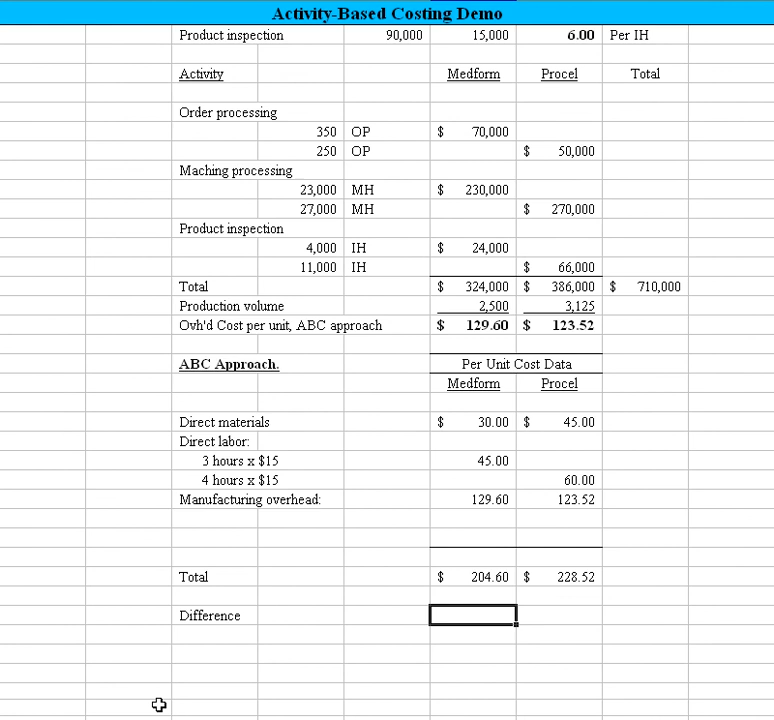 Activity-Based Costing Demo
Product inspection 90,000 15,000 6.00 Per IH
Activity Medform Procel Total
Order processing
350 OP $ 70,000
250 OP $ 50,000
Maching processing
23,000 MH $ 230,000
27,000 MH $ 270,000
Product inspection
4,000 IH $ 24,000
11,000 IH $ 66,000
Total $ 324,000 $ 386,000 $ 710,000
Production volume 2,500 3,125
Ovh'd Cost per unit, ABC approach $ 129.60 $ 123.52
ABC Approach. Per Unit Cost Data
Medform Procel
Direct materials $ 30.00 $ 45.00
Direct labor:
3 hours x $15 45.00
4 hours x $15 60.00
Manufacturing overhead: 129.60 123.52
Total $ 204.60 $ 228.52
Difference